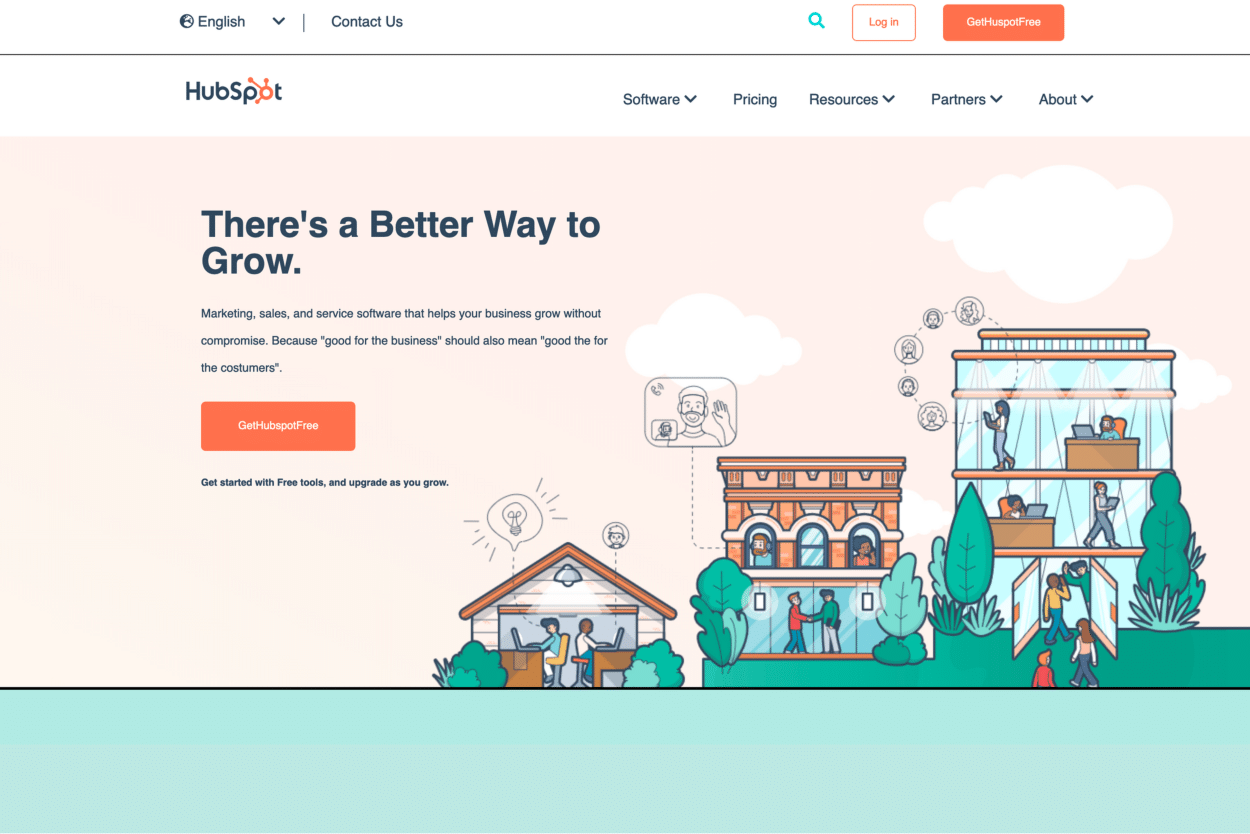 English
Contact Us
Log in
GetHuspotFree
HubSpot
Software
Pricing
Resources
Partners
About
There's a Better Way to
Grow.
Marketing, sales, and service software that helps your business grow without
compromise. Because "good for the business" should also mean "good the for
the costumers".
GetHubspotFree
Get started with Free tools, and upgrade as you grow.